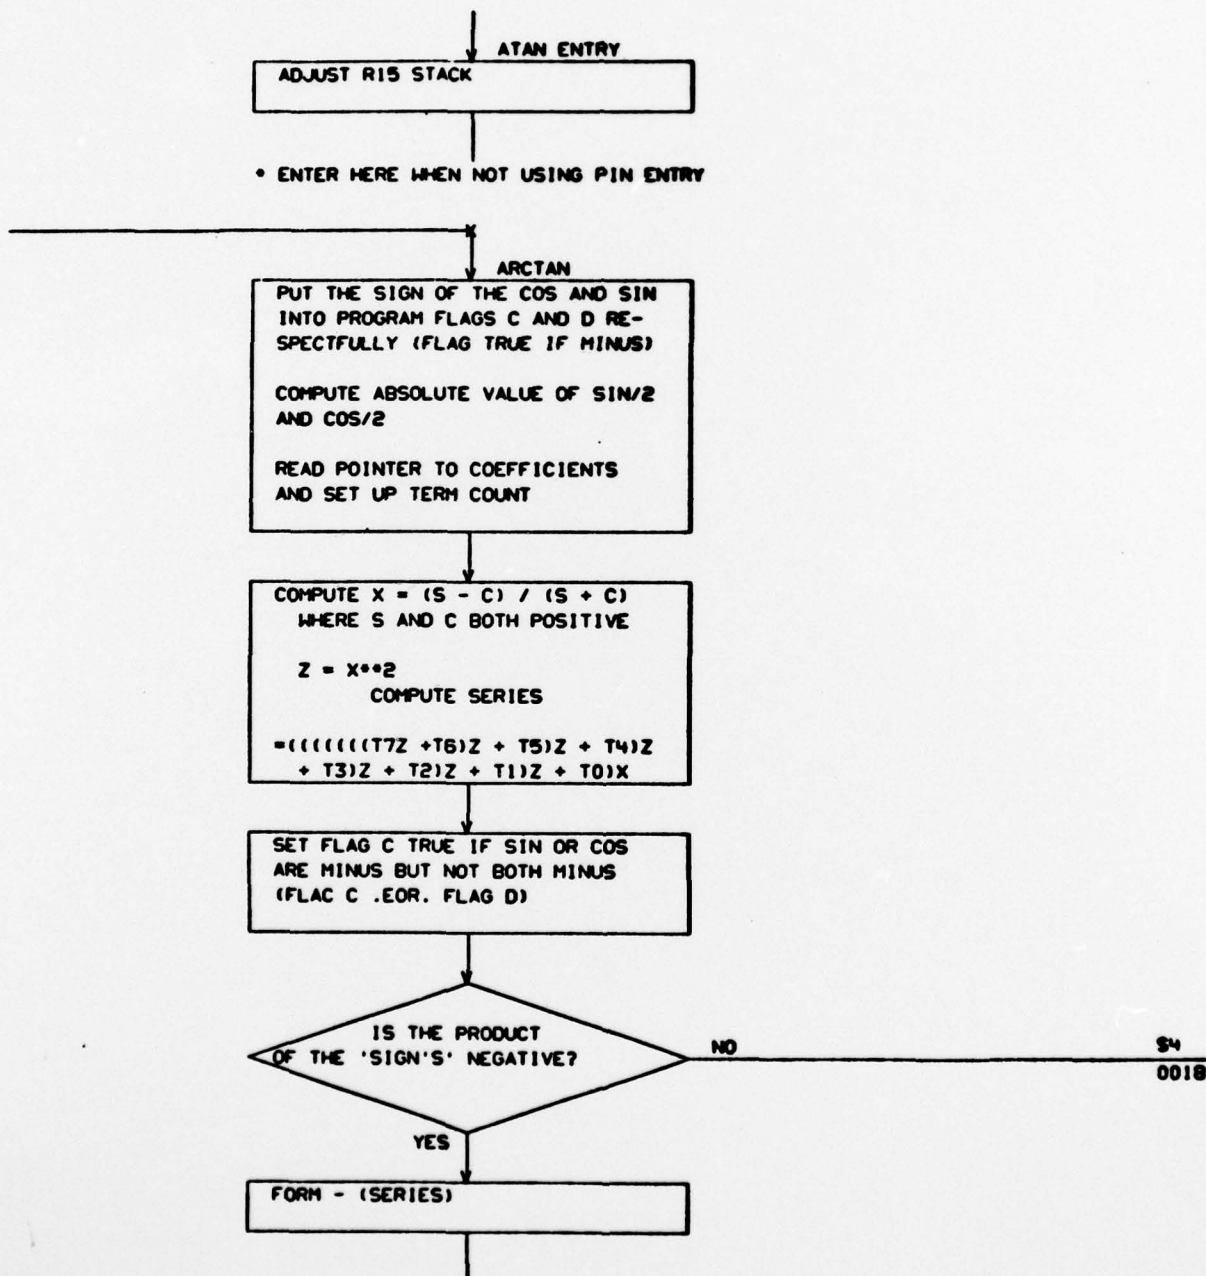 ATAN ENTRY
ADJUST R15 STACK
* ENTER HERE WHEN NOT USING PIN ENTRY
X
ARCTAN
PUT THE SIGN OF THE COS AND SIN
INTO PROGRAM FLAGS C AND D RE-
SPECTFULLY (FLAG TRUE IF MINUS)
COMPUTE ABSOLUTE VALUE OF SIN/2
AND COS/2
READ POINTER TO COEFFICIENTS
AND SET UP TERM COUNT
COMPUTE X = (S - C) / (S + C)
WHERE S AND C BOTH POSITIVE
Z = X**2
COMPUTE SERIES
=(((((((T7Z +T6)Z + T5)Z + T4)Z
+ T3)Z + T2)Z + T1)Z + T0)X
SET FLAG C TRUE IF SIN OR COS
ARE MINUS BUT NOT BOTH MINUS
(FLAC C .EOR. FLAG D)
IS THE PRODUCT
OF THE 'SIGN'S' NEGATIVE?
NO
S4
0018
YES
FORM - (SERIES)